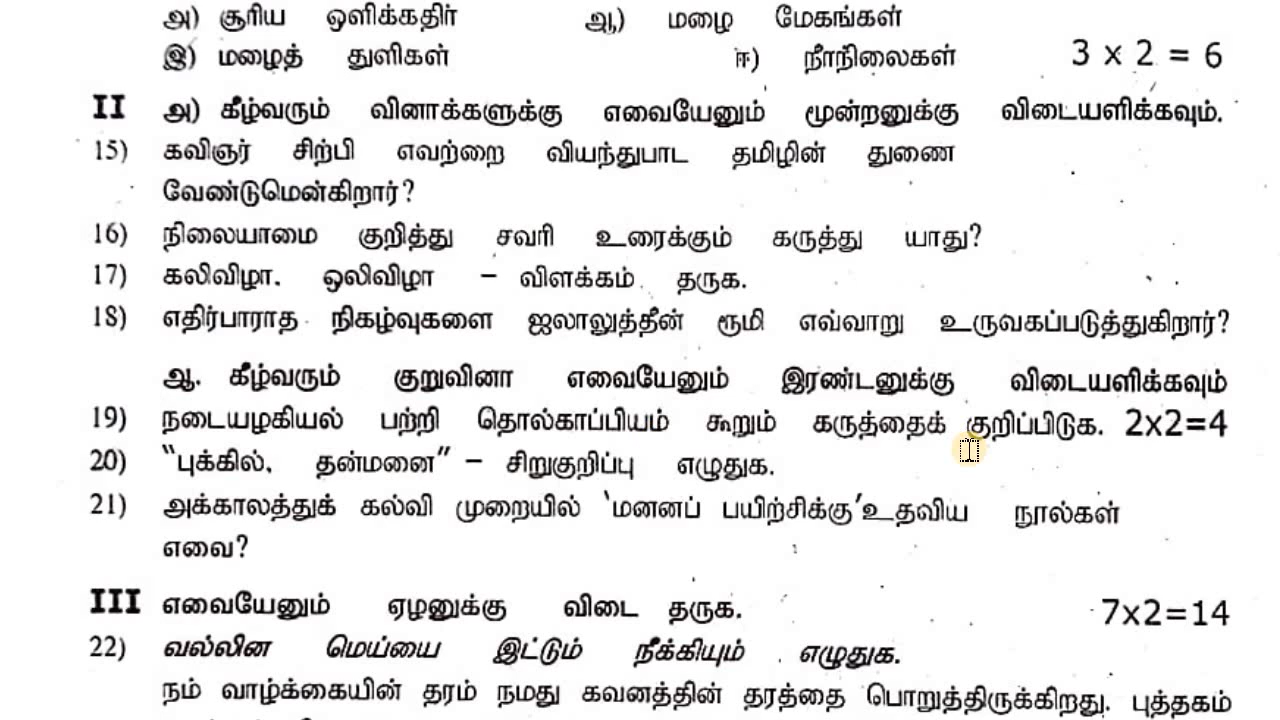 அ) சூரிய ஒளிக்கதிர் ஆ) மழை மேகங்கள்
இ) மழைத் துளிகள் ஈ) நீர்நிலைகள் 3 x 2 = 6
II அ) கீழ்வரும் வினாக்களுக்கு எவையேனும் மூன்றனுக்கு விடையளிக்கவும்.
15) கவிஞர் சிற்பி எவற்றை வியந்துபாட தமிழின் துணை
வேண்டுமென்கிறார்?
16) நிலையாமை குறித்து சவரி உரைக்கும் கருத்து யாது?
17) கலிவிழா. ஒலிவிழா – விளக்கம் தருக.
18) எதிர்பாராத நிகழ்வுகளை ஜலாலுத்தீன் ரூமி எவ்வாறு உருவகப்படுத்துகிறார்?
ஆ. கீழ்வரும் குறுவினா எவையேனும் இரண்டனுக்கு விடையளிக்கவும்
19) நடையழகியல் பற்றி தொல்காப்பியம் கூறும் கருத்தைக் குறிப்பிடுக. 2x2=4
20) “புக்கில், தன்மனை” – சிறுகுறிப்பு எழுதுக.
21) அக்காலத்துக் கல்வி முறையில் ‘மனனப் பயிற்சிக்கு’ உதவிய நூல்கள்
எவை?
III எவையேனும் ஏழனுக்கு விடை தருக. 7x2=14
22) வல்லின மெய்யை இட்டும் நீக்கியும் எழுதுக.
நம் வாழ்க்கையின் தரம் நமது கவனத்தின் தரத்தை பொறுத்திருக்கிறது. புத்தகம்